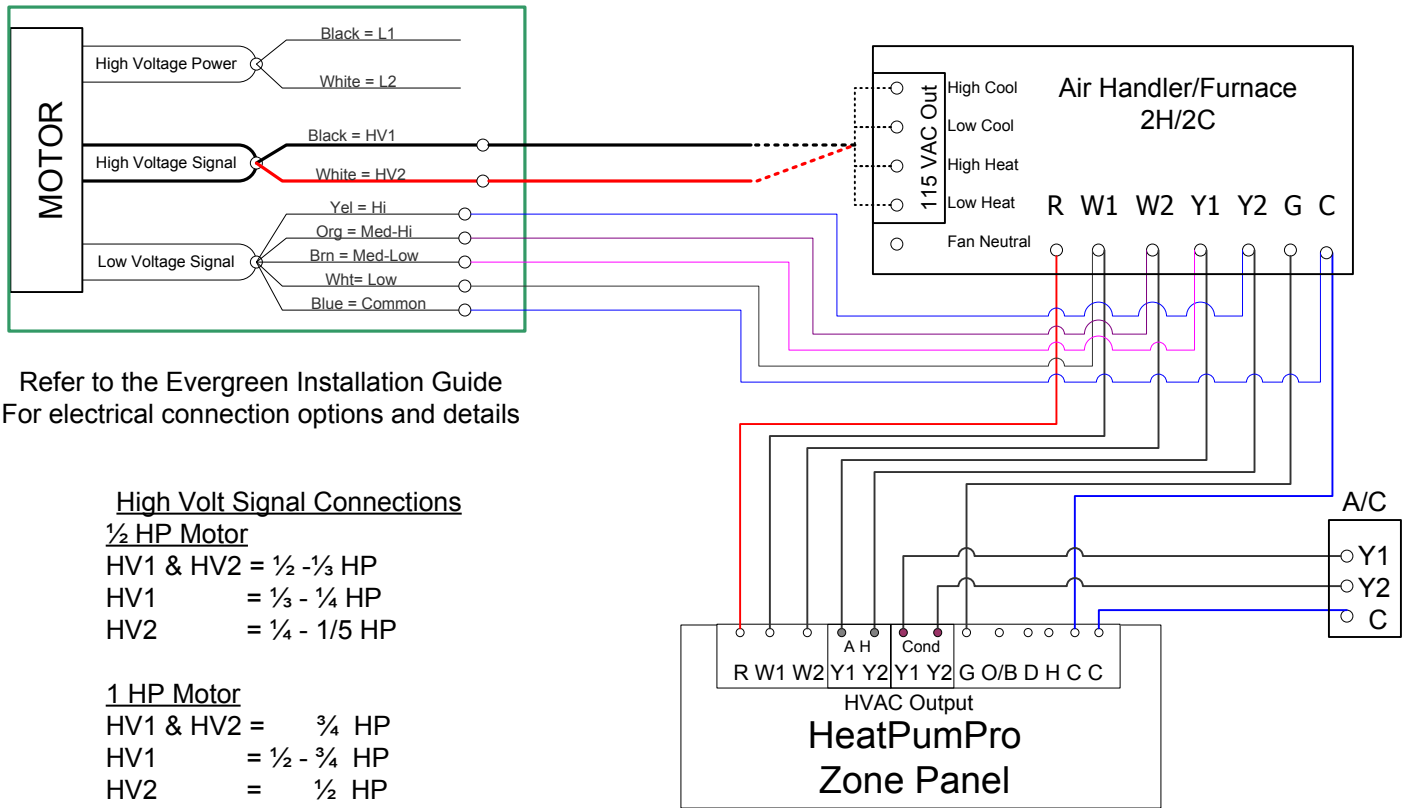 MOTOR
High Voltage Power
Black = L1
White = L2
High Voltage Signal
Black = HV1
White = HV2
Low Voltage Signal
Yel = Hi
Org = Med-Hi
Brn = Med-Low
Wht= Low
Blue = Common
115 VAC Out
High Cool
Low Cool
High Heat
Low Heat
Fan Neutral
Air Handler/Furnace
2H/2C
R W1 W2 Y1 Y2 G C
Refer to the Evergreen Installation Guide
For electrical connection options and details
High Volt Signal Connections
½ HP Motor
HV1 & HV2 = ½ -⅓ HP
HV1 = ⅓ - ¼ HP
HV2 = ¼ - 1/5 HP
1 HP Motor
HV1 & HV2 = ¾ HP
HV1 = ½ - ¾ HP
HV2 = ½ HP
A/C
Y1
Y2
C
A H Cond
R W1 W2 Y1 Y2 Y1 Y2 G O/B D H C C
HVAC Output
HeatPumPro
Zone Panel